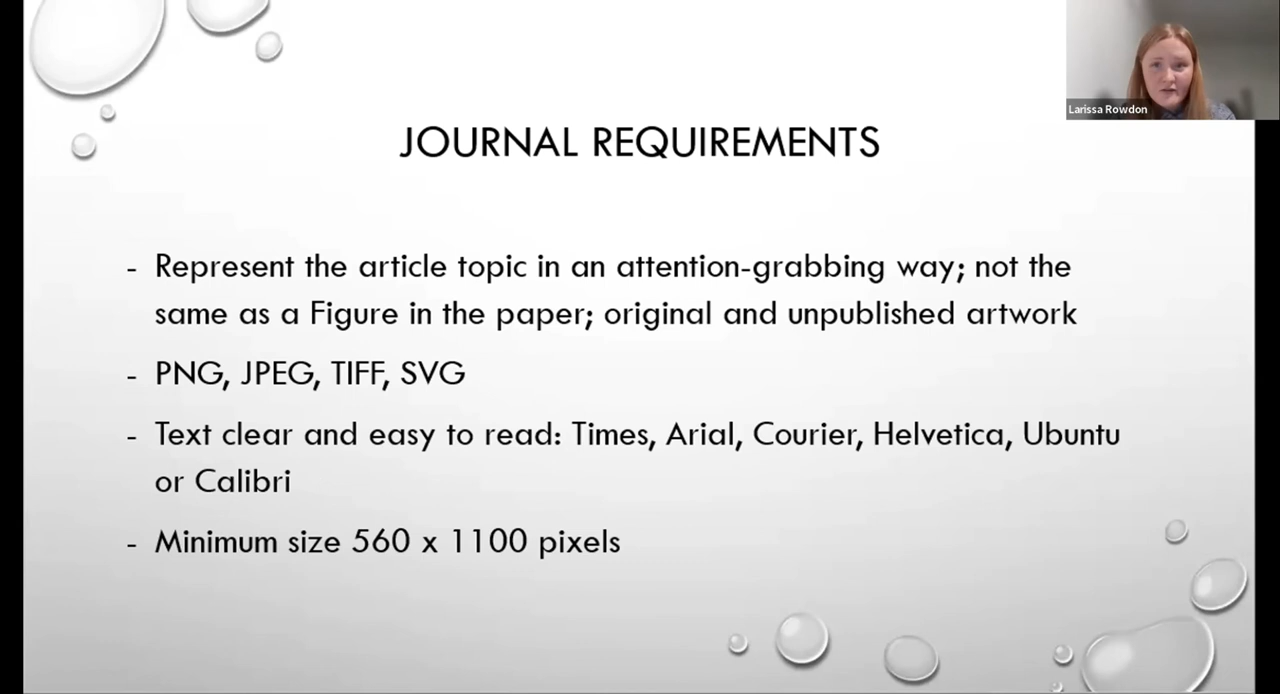 Larissa Rowdon
JOURNAL REQUIREMENTS
- Represent the article topic in an attention-grabbing way; not the
same as a Figure in the paper; original and unpublished artwork
- PNG, JPEG, TIFF, SVG
- Text clear and easy to read: Times, Arial, Courier, Helvetica, Ubuntu
or Calibri
- Minimum size 560 x 1100 pixels